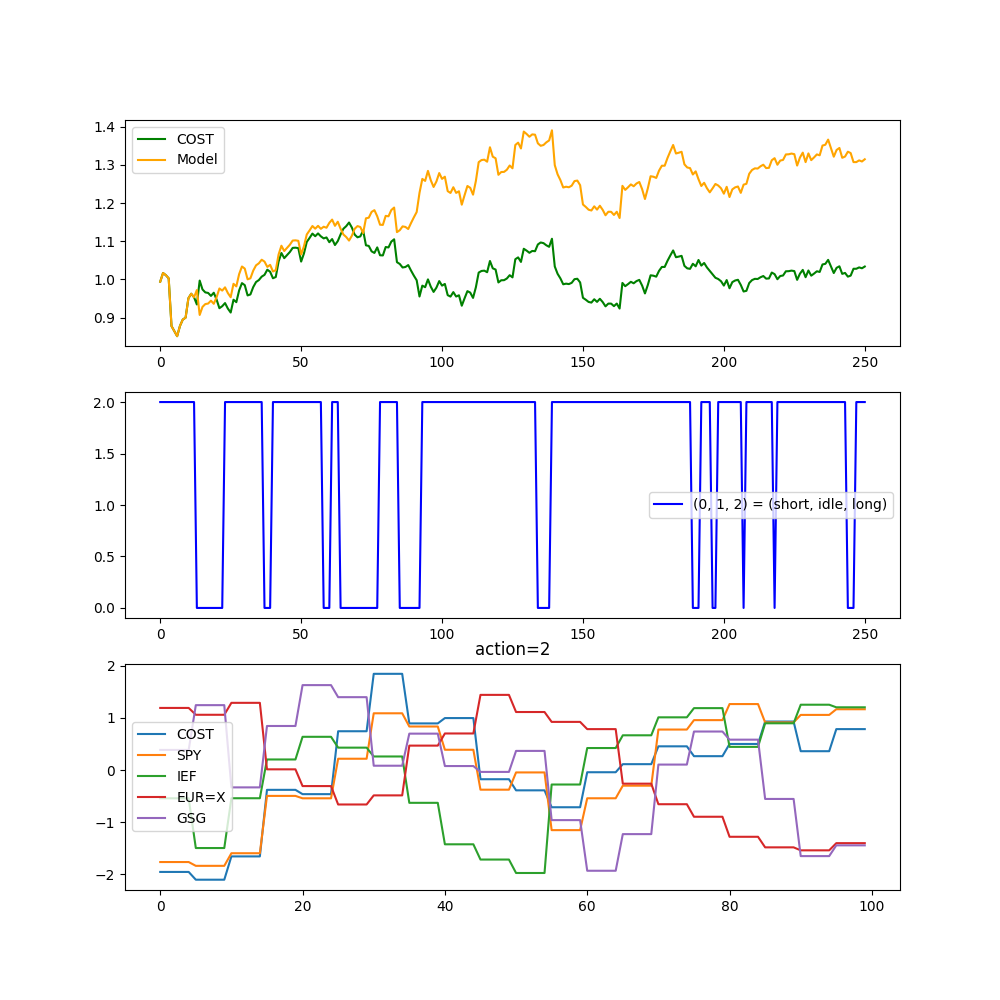 1.4
1.3
1.2
1.1
1.0
0.9
COST
Model
0 50 100 150 200 250
2.0
1.5
1.0
0.5
0.0
(0, 1, 2) = (short, idle, long)
0 50 100 150 200 250
action=2
2
1
0
−1
−2
COST
SPY
IEF
EUR=X
GSG
0 20 40 60 80 100